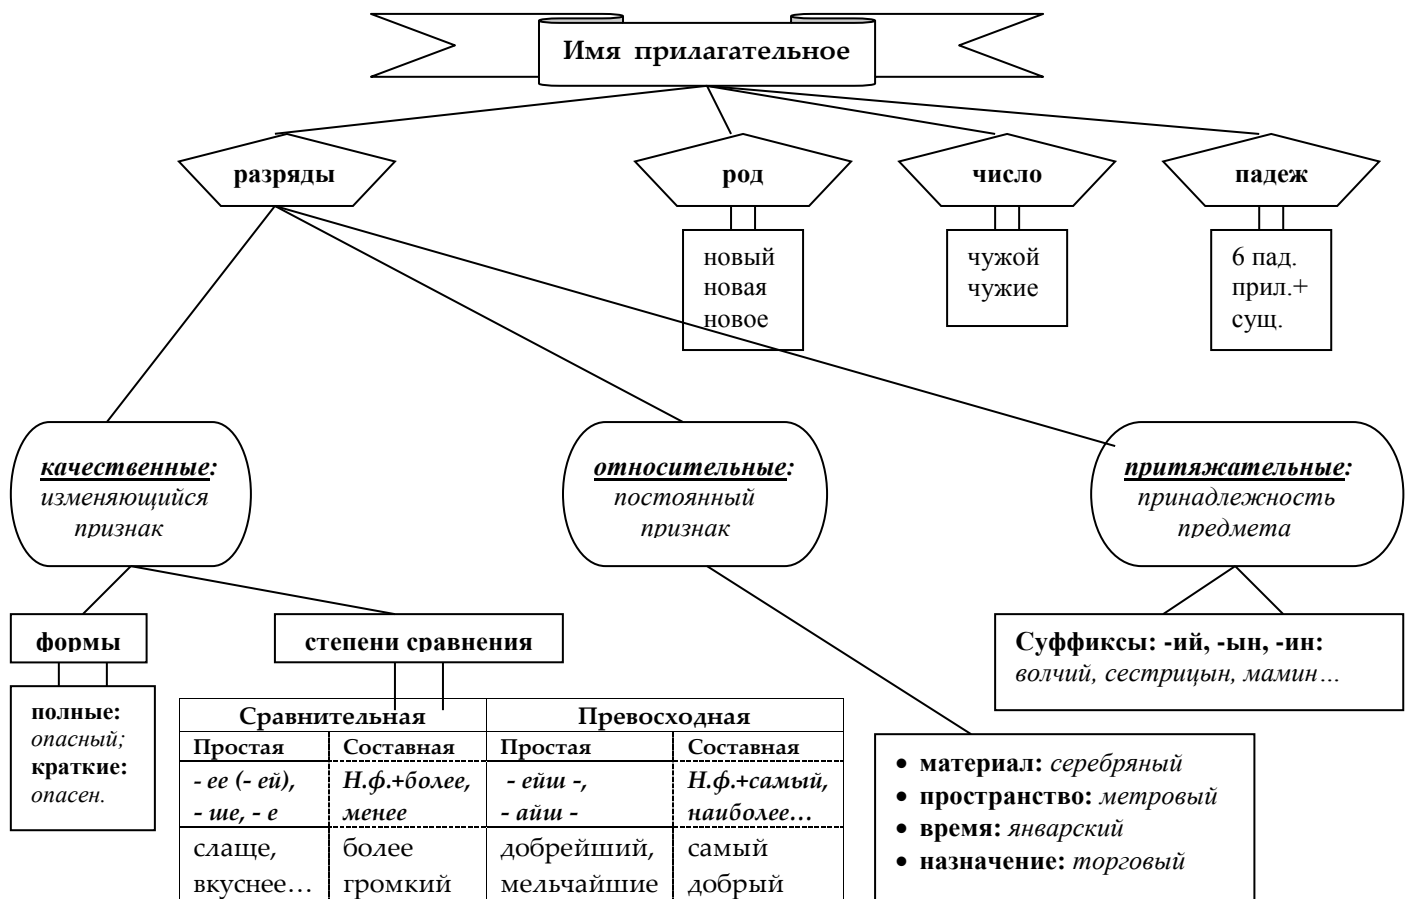 Имя прилагательное
разряды
род
число
падеж
новый
новая
новое
чужой
чужие
6 пад.
прил.+
сущ.
качественные:
изменяющийся
признак
относительные:
постоянный
признак
притяжательные:
принадлежность
предмета
формы
степени сравнения
Суффиксы: -ий, -ын, -ин:
волчий, сестрицын, мамин…
полные:
опасный;
краткие:
опасен.
Сравнительная Превосходная
Простая Составная Простая Составная
- ее (- ей), Н.ф.+более, - ейш -, Н.ф.+самый,
- ше, - е менее - айш - наиболее…
слаще, более добрейший, самый
вкуснее… громкий мельчайшие добрый
• материал: серебряный
• пространство: метровый
• время: январский
• назначение: торговый